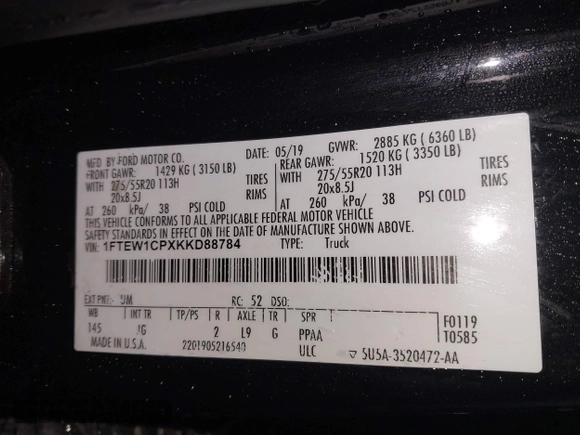 MFD. BY FORD MOTOR CO. DATE: 05/19 GVWR: 2885 KG ( 6360 LB)
FRONT GAWR: 1429 KG ( 3150 LB) REAR GAWR: 1520 KG ( 3350 LB)
WITH 275/55R20 113H TIRES WITH 275/55R20 113H TIRES
20x8.5J RIMS 20x8.5J RIMS
AT 260 kPa/ 38 PSI COLD AT 260 kPa/ 38 PSI COLD
THIS VEHICLE CONFORMS TO ALL APPLICABLE FEDERAL MOTOR VEHICLE
SAFETY STANDARDS IN EFFECT ON THE DATE OF MANUFACTURE SHOWN ABOVE.
VIN: 1FTEW1CPXKKD88784 TYPE: Truck
EXT PNT: UM RC: 52 DSO:
WB INT TR TP/PS R AXLE TR SPR F0119
145 JG 2 L9 G PPAA T0585
MADE IN U.S.A. 2201905216540 ULC ▽ 5U5A-3520472-AA